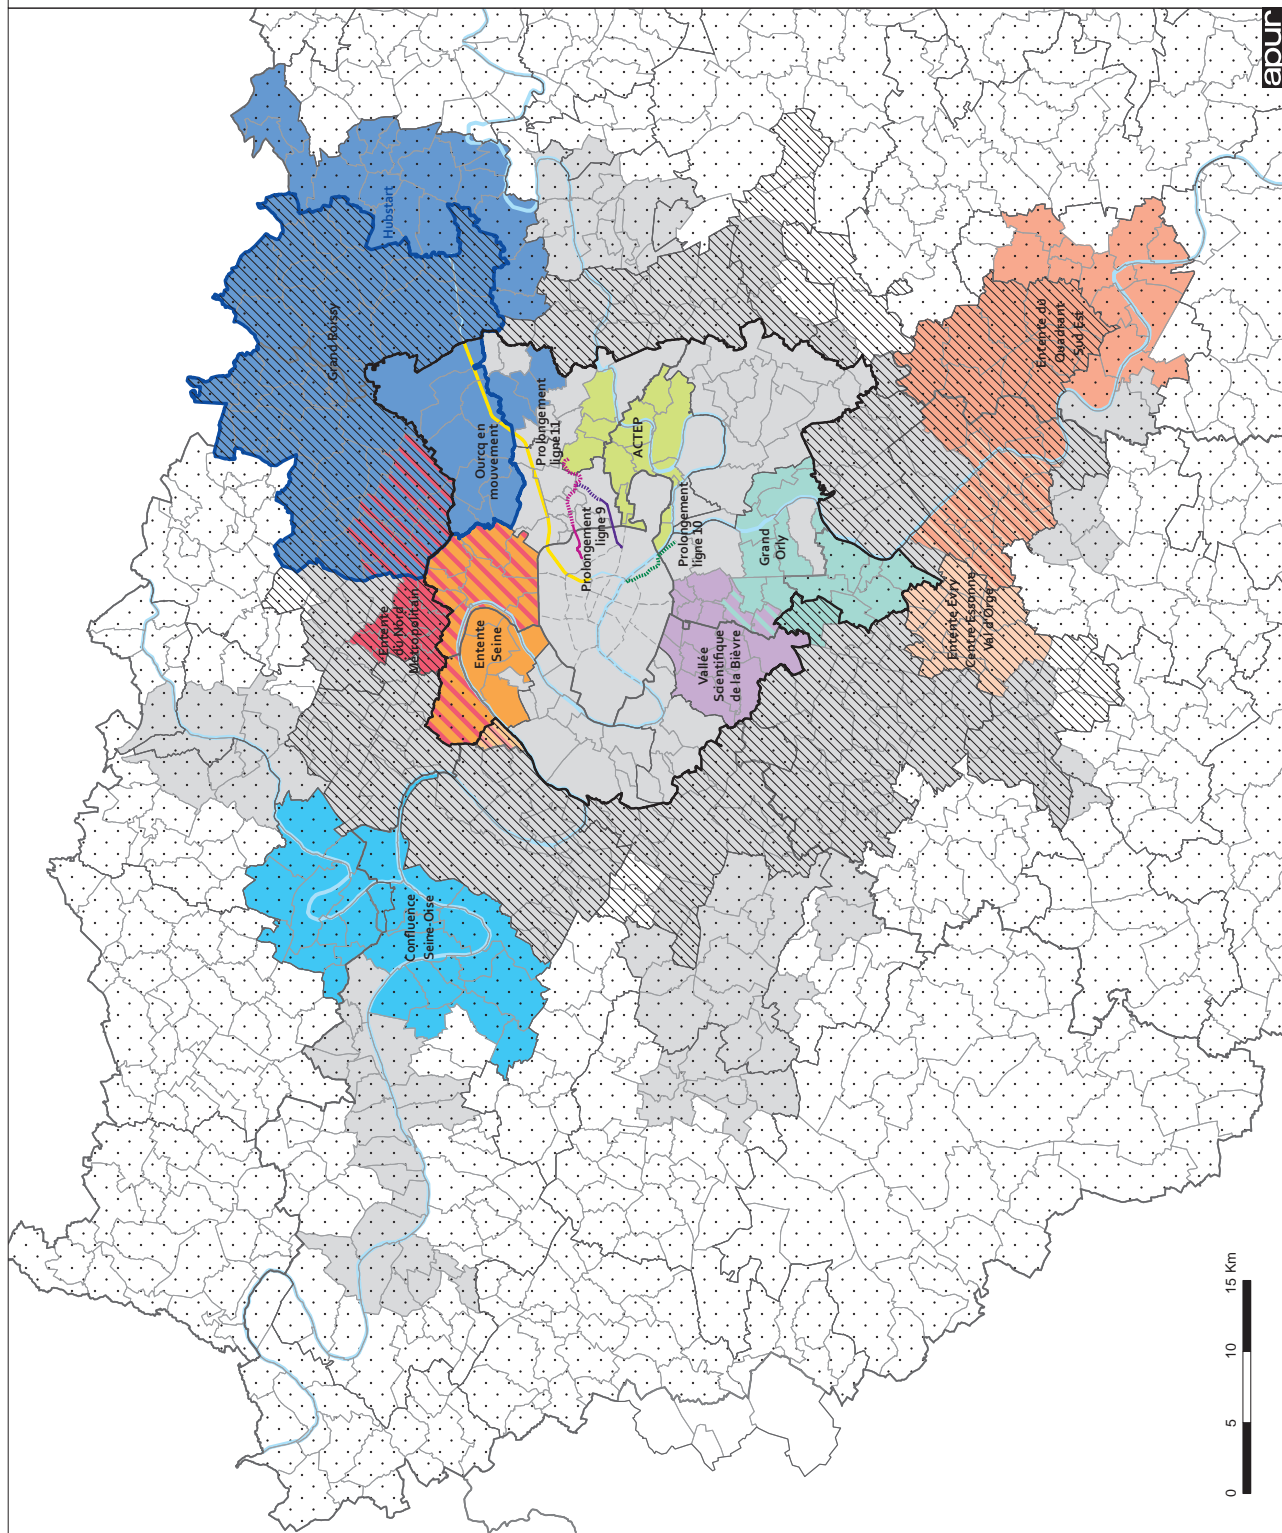 apur
Hubstart
Grand Roissy
Ourcq en
mouvement
Prolongement
ligne 11
ACTEP
Entente du
Quadrant
Sud Est
Prolongement
ligne 9
Prolongement
ligne 10
Grand
Orly
Entente
du Nord
Métropolitain
Entente
Seine
Vallée
Scientifique
de la Bièvre
Entente Evry
Centre Essonne
Val d'Orge
Confluence
Seine-Oise
0 5 10 15 Km